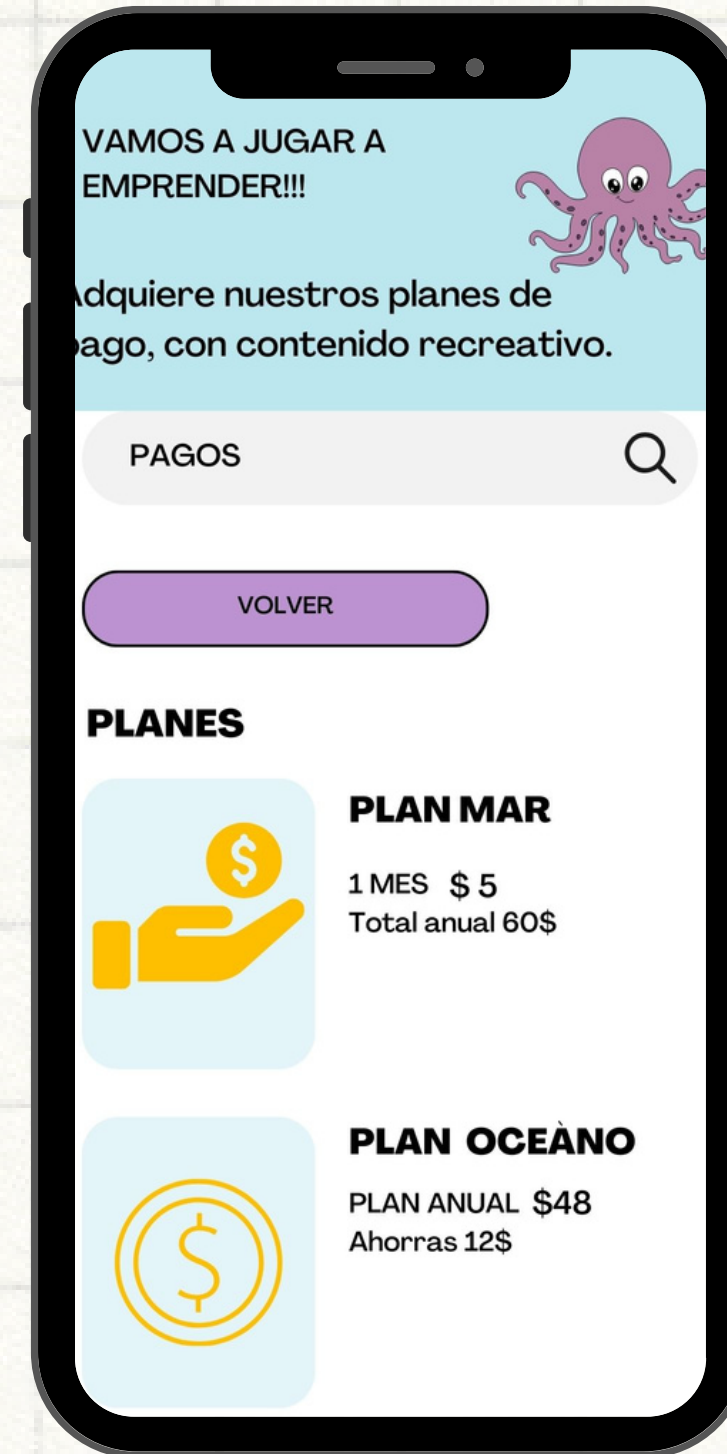 VAMOS A JUGAR A
EMPRENDER!!!
Adquiere nuestros planes de
pago, con contenido recreativo.
PAGOS
VOLVER
PLANES
PLAN MAR
1 MES $ 5
Total anual 60$
PLAN OCEÀNO
PLAN ANUAL $48
Ahorras 12$